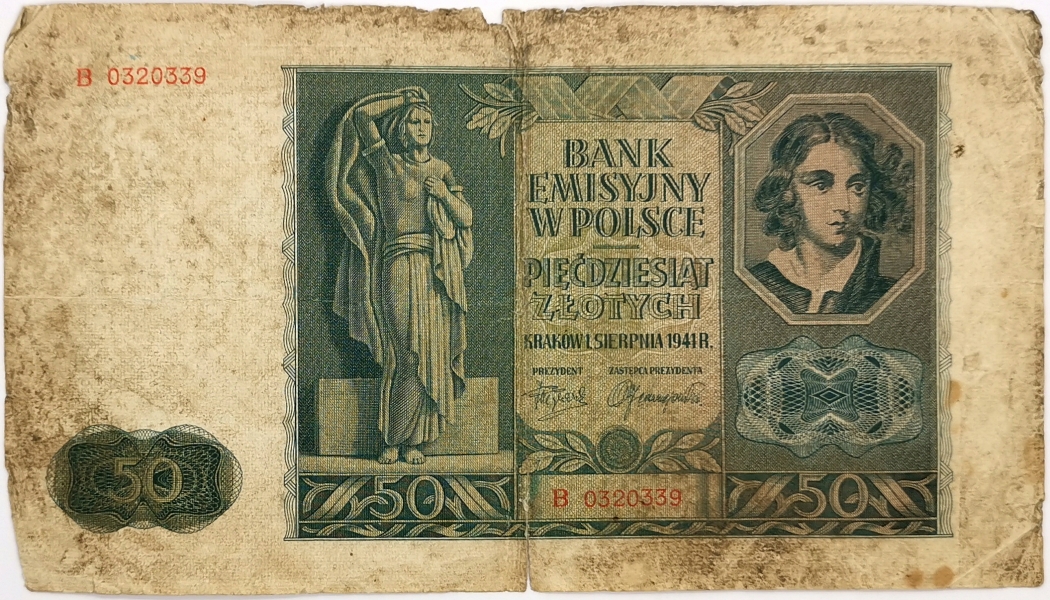 B 0320339
BANK
EMISYJNY
W POLSCE
PIĘĆDZIESIĄT
ZŁOTYCH
KRAKÓW 1. SIERPNIA 1941 R.
PREZYDENT ZASTĘPCA PREZYDENTA
50
50
B 0320339
50